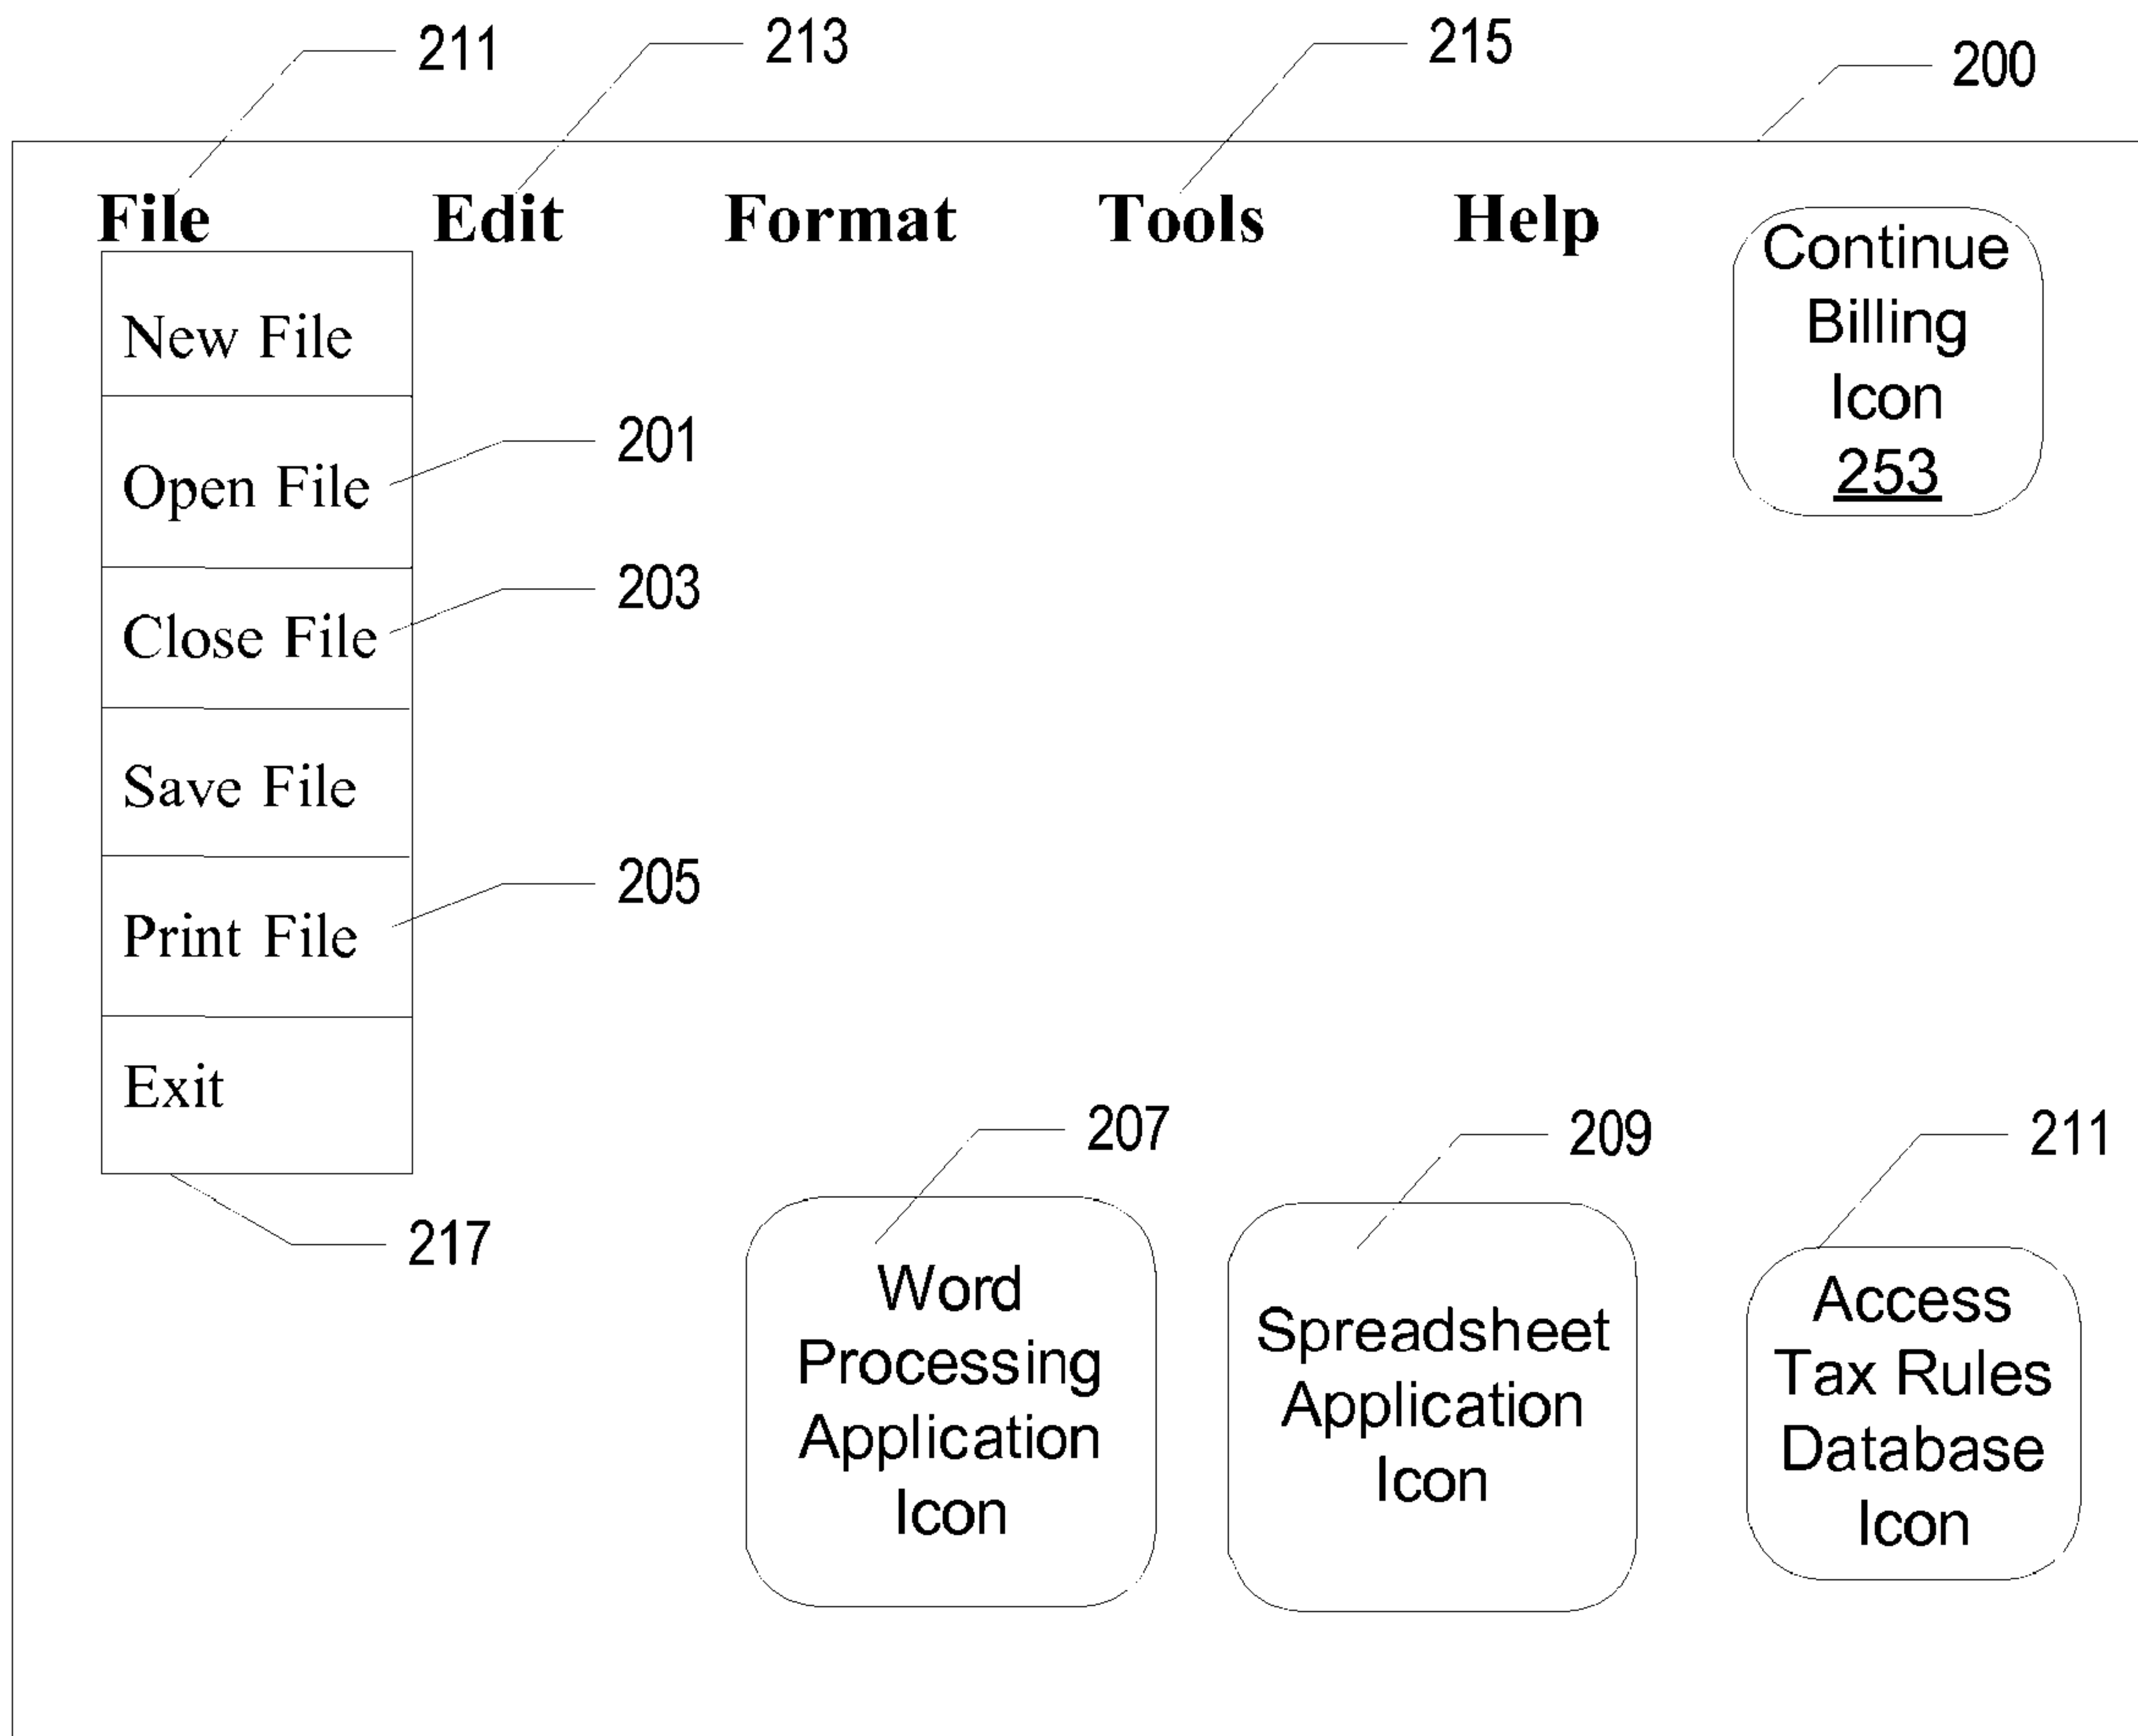 211
213
215
200
File
Edit
Format
Tools
Help
Continue
Billing
Icon
253
New File
Open File
201
Close File
203
Save File
Print File
205
Exit
217
207
209
211
Word
Processing
Application
Icon
Spreadsheet
Application
Icon
Access
Tax Rules
Database
Icon